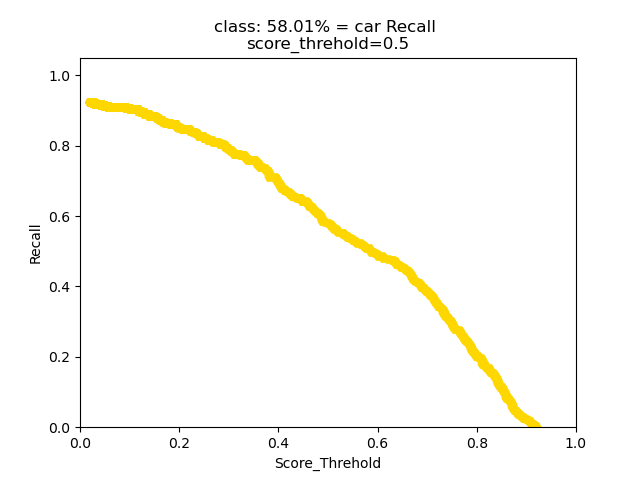 class: 58.01% = car Recall
score_threhold=0.5
1.0
0.8
0.6
0.4
0.2
0.0
Recall
0.0 0.2 0.4 0.6 0.8 1.0
Score_Threhold